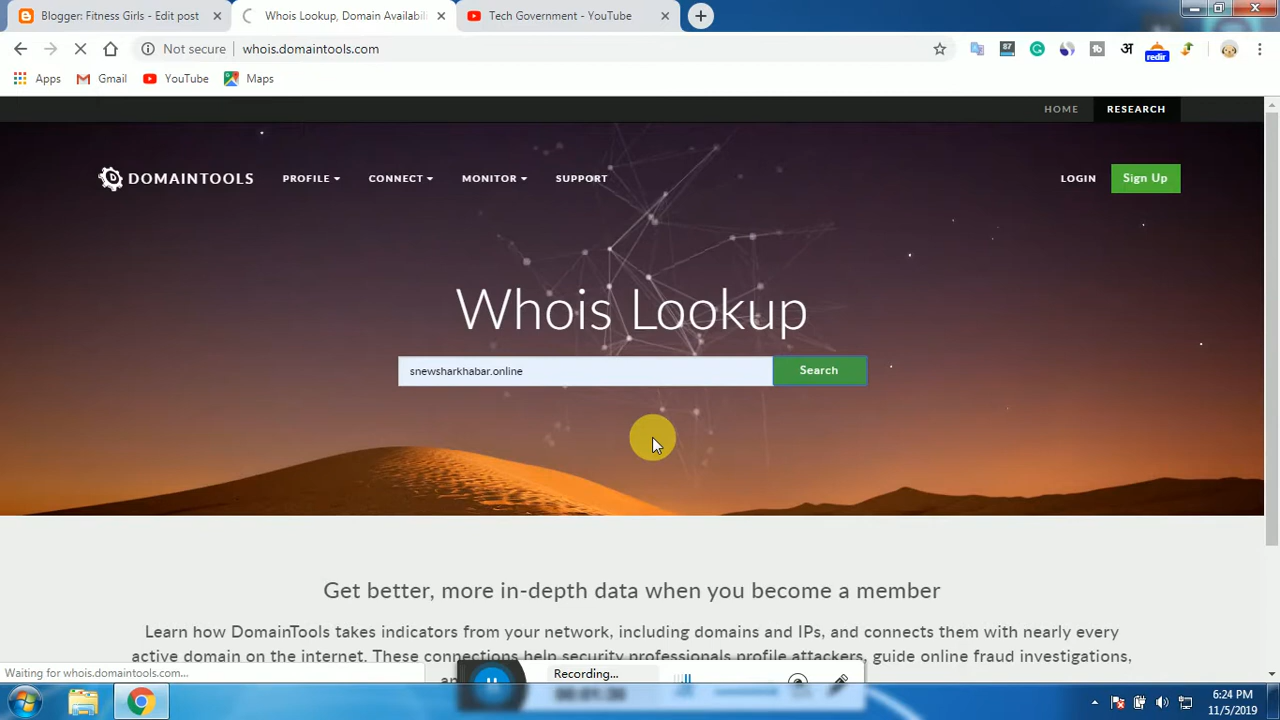 Blogger: Fitness Girls - Edit post
Whois Lookup, Domain Availabili
Tech Government - YouTube
Not secure
whois.domaintools.com
87
अ
redir
Apps
Gmail
YouTube
Maps
HOME
RESEARCH
DOMAINTOOLS
PROFILE
CONNECT
MONITOR
SUPPORT
LOGIN
Sign Up
Whois Lookup
snewsharkhabar.online
Search
Get better, more in-depth data when you become a member
Learn how DomainTools takes indicators from your network, including domains and IPs, and connects them with nearly every
active domain on the internet. These connections help security professionals profile attackers, guide online fraud investigations,
Waiting for whois.domaintools.com...
Recording...
6:24 PM
11/5/2019